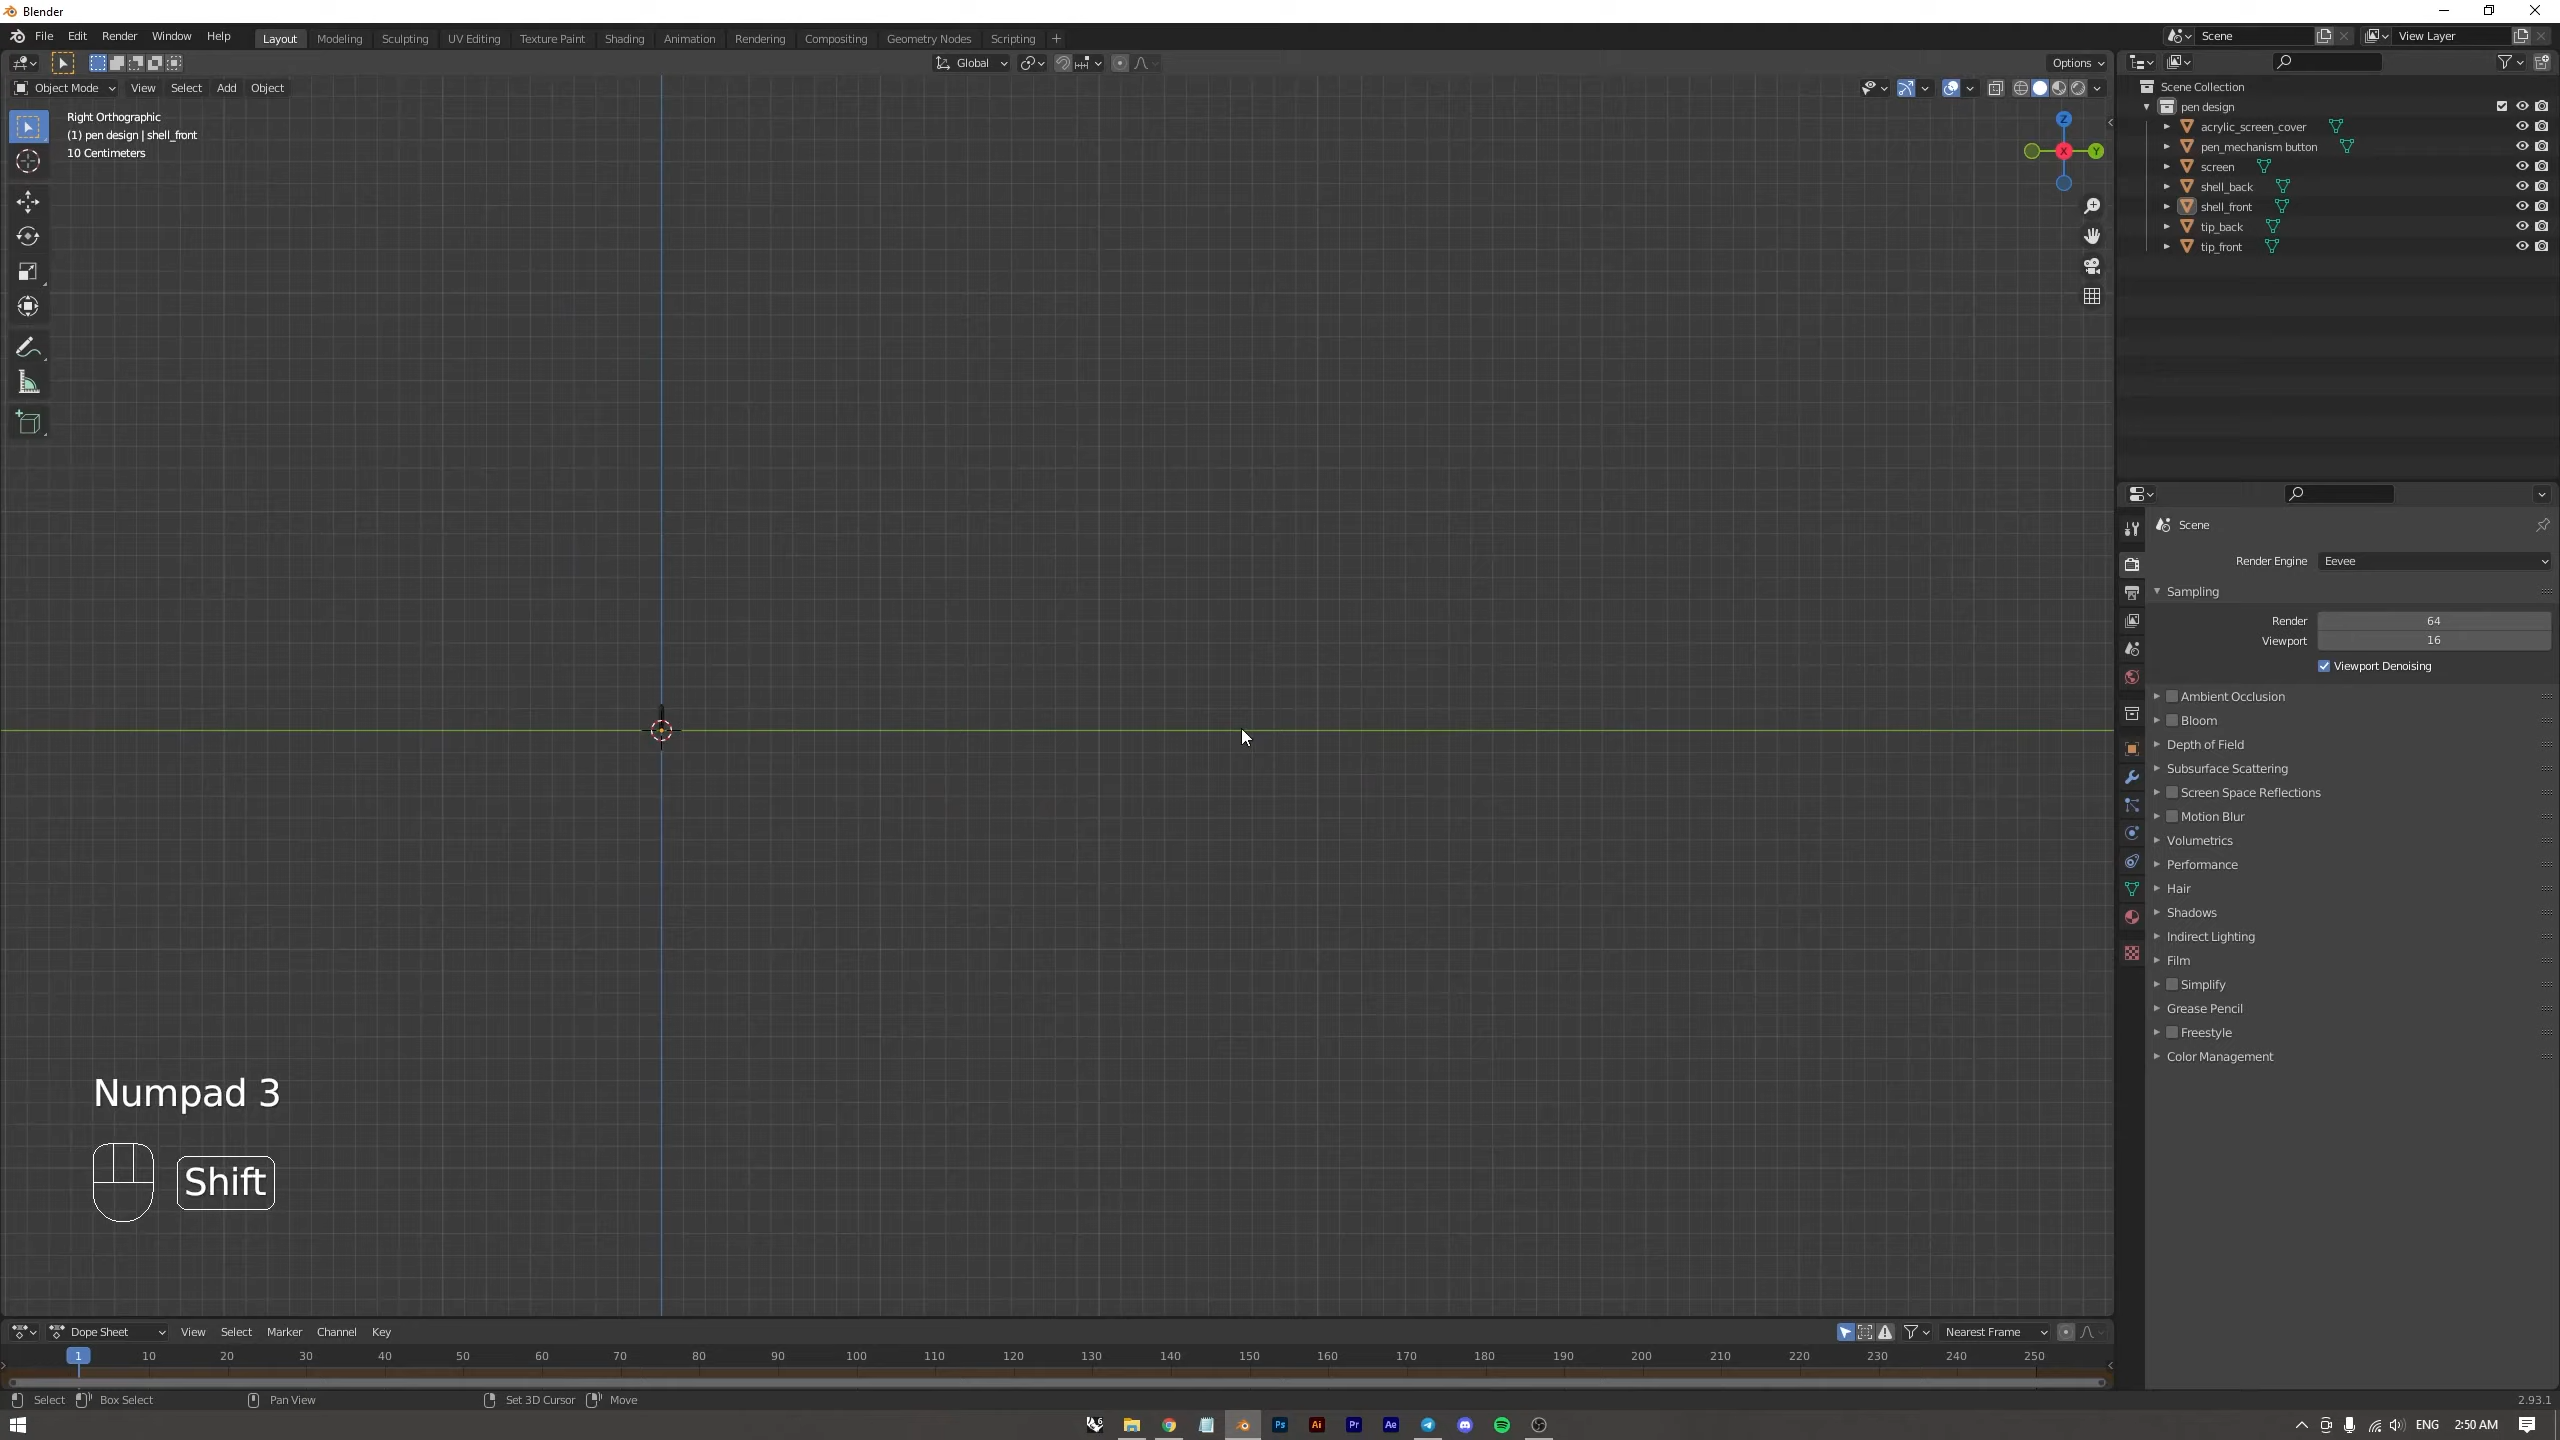 Blender
File Edit Render Window Help Layout Modeling Sculpting UV Editing Texture Paint Shading Animation Rendering Compositing Geometry Nodes Scripting + Scene View Layer
Global Options
Object Mode View Select Add Object
Right Orthographic
(1) pen design | shell_front
10 Centimeters
Z
X
Y
Scene Collection
pen design
acrylic_screen_cover
pen_mechanism button
screen
shell_back
shell_front
tip_back
tip_front
Scene
Render Engine Eevee
Sampling
Render 64
Viewport 16
Viewport Denoising
Ambient Occlusion
Bloom
Depth of Field
Subsurface Scattering
Screen Space Reflections
Motion Blur
Volumetrics
Performance
Hair
Shadows
Indirect Lighting
Film
Simplify
Grease Pencil
Freestyle
Color Management
Numpad 3
Shift
Dope Sheet View Select Marker Channel Key Nearest Frame
1 10 20 30 40 50 60 70 80 90 100 110 120 130 140 150 160 170 180 190 200 210 220 230 240 250
Select Box Select Pan View Set 3D Cursor Move 2.93.1
Ps Ai Pr Ae ENG 2:50 AM